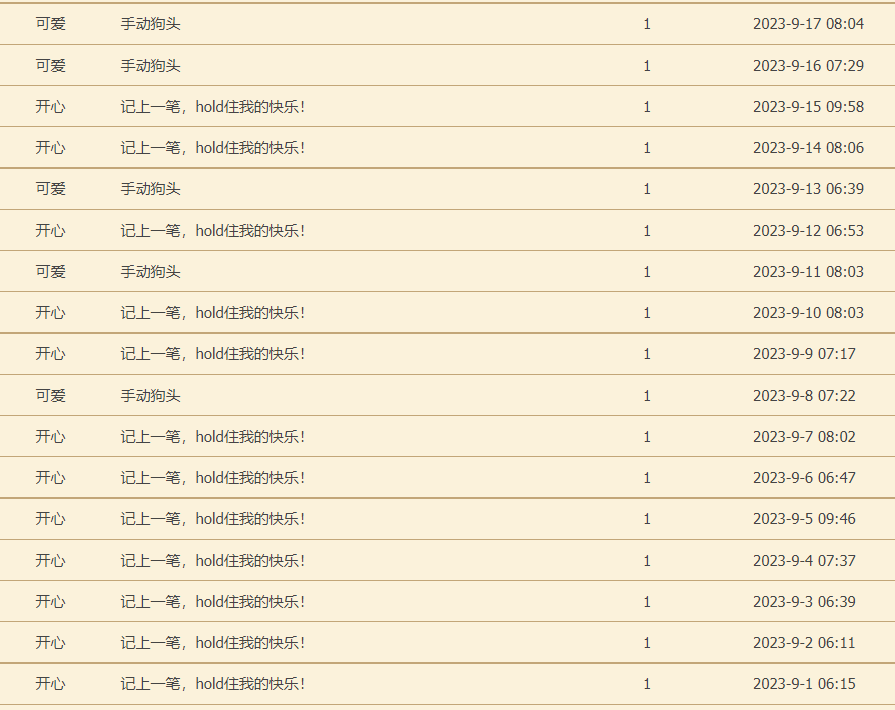 可爱 手动狗头 1 2023-9-17 08:04
可爱 手动狗头 1 2023-9-16 07:29
开心 记上一笔，hold住我的快乐！ 1 2023-9-15 09:58
开心 记上一笔，hold住我的快乐！ 1 2023-9-14 08:06
可爱 手动狗头 1 2023-9-13 06:39
开心 记上一笔，hold住我的快乐！ 1 2023-9-12 06:53
可爱 手动狗头 1 2023-9-11 08:03
开心 记上一笔，hold住我的快乐！ 1 2023-9-10 08:03
开心 记上一笔，hold住我的快乐！ 1 2023-9-9 07:17
可爱 手动狗头 1 2023-9-8 07:22
开心 记上一笔，hold住我的快乐！ 1 2023-9-7 08:02
开心 记上一笔，hold住我的快乐！ 1 2023-9-6 06:47
开心 记上一笔，hold住我的快乐！ 1 2023-9-5 09:46
开心 记上一笔，hold住我的快乐！ 1 2023-9-4 07:37
开心 记上一笔，hold住我的快乐！ 1 2023-9-3 06:39
开心 记上一笔，hold住我的快乐！ 1 2023-9-2 06:11
开心 记上一笔，hold住我的快乐！ 1 2023-9-1 06:15